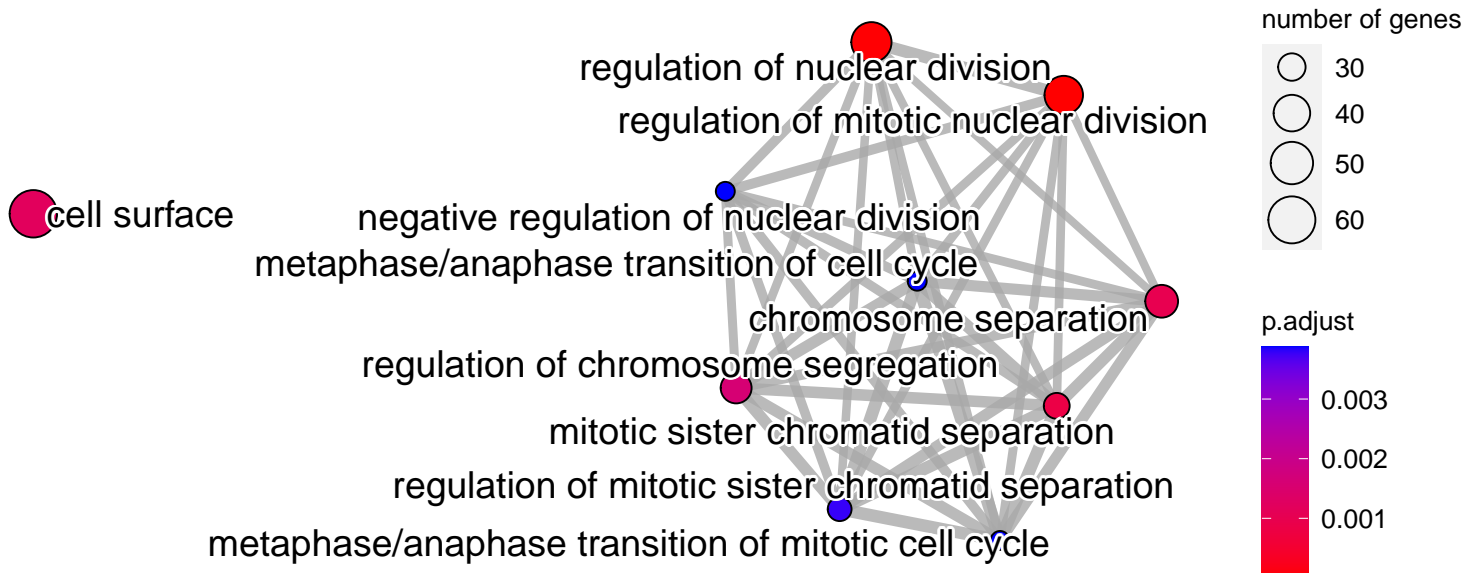 regulation of nuclear division
regulation of mitotic nuclear division
cell surface
negative regulation of nuclear division
metaphase/anaphase transition of cell cycle
chromosome separation
regulation of chromosome segregation
mitotic sister chromatid separation
regulation of mitotic sister chromatid separation
metaphase/anaphase transition of mitotic cell cycle
number of genes
30
40
50
60
p.adjust
0.003
0.002
0.001